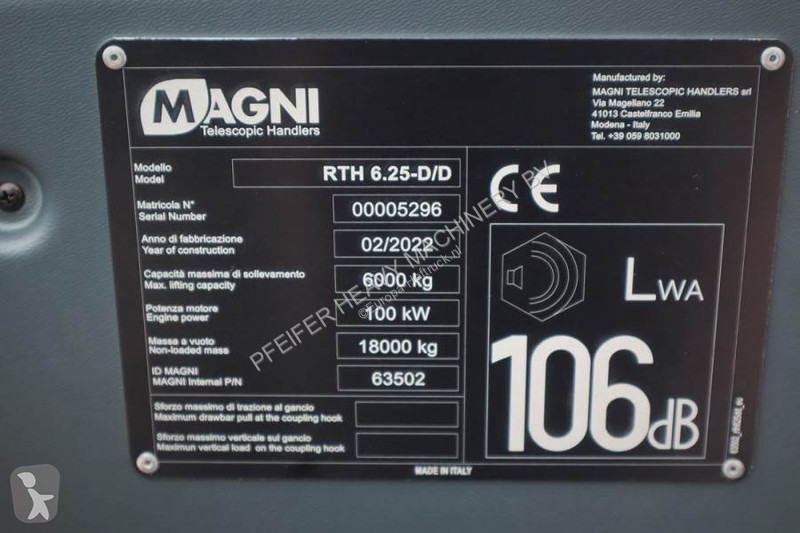 MAGNI
Telescopic Handlers
Manufactured by:
MAGNI TELESCOPIC HANDLERS srl
Via Magellano 22
41013 Castelfranco Emilia
Modena - Italy
Tel. +39 059 8031000
Modello
Model
RTH 6.25-D/D
Matricola N°
Serial Number
00005296
Anno di fabbricazione
Year of construction
02/2022
Capacità massima di sollevamento
Max. lifting capacity
6000 kg
Potenza motore
Engine power
100 kW
Massa a vuoto
Non-loaded mass
18000 kg
ID MAGNI
MAGNI Internal P/N
63502
Sforzo massimo di trazione al gancio
Maximum drawbar pull at the coupling hook
Sforzo massimo verticale sul gancio
Maximun vertical load on the coupling hook
CE
LWA
106dB
MADE IN ITALY
PFEIFER HEAVY MACHINERY BV